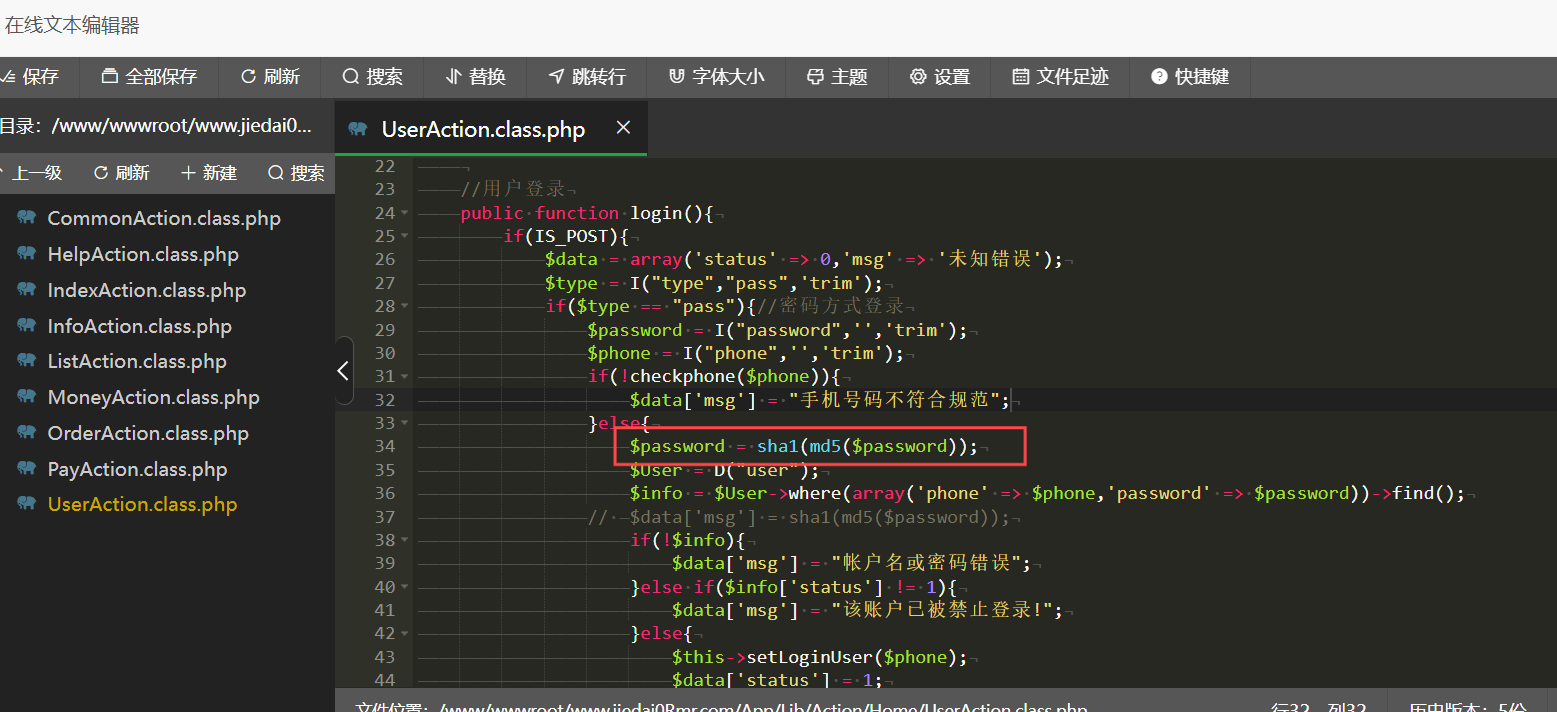 在线文本编辑器
保存 全部保存 刷新 搜索 替换 跳转行 字体大小 主题 设置 文件足迹 快捷键
目录: /www/wwwroot/www.jiedai0...
UserAction.class.php
上一级 刷新 新建 搜索
CommonAction.class.php
HelpAction.class.php
IndexAction.class.php
InfoAction.class.php
ListAction.class.php
MoneyAction.class.php
OrderAction.class.php
PayAction.class.php
UserAction.class.php
22
23 //用户登录
24 public function login(){
25 if(IS_POST){
26 $data = array('status' => 0,'msg' => '未知错误');
27 $type = I("type","pass",'trim');
28 if($type == "pass"){//密码方式登录
29 $password = I("password",'','trim');
30 $phone = I("phone",'','trim');
31 if(!checkphone($phone)){
32 $data['msg'] = "手机号码不符合规范";
33 }else{
34 $password = sha1(md5($password));
35 $User = D("user");
36 $info = $User->where(array('phone' => $phone,'password' => $password))->find();
37 // $data['msg'] = sha1(md5($password));
38 if(!$info){
39 $data['msg'] = "帐户名或密码错误";
40 }else if($info['status'] != 1){
41 $data['msg'] = "该账户已被禁止登录!";
42 }else{
43 $this->setLoginUser($phone);
44 $data['status'] = 1;
文件位置: /www/wwwroot/www.jiedai0Bmr.com/App/Lib/Action/Home/UserAction.class.php 行32, 列32 历史版本: 5份